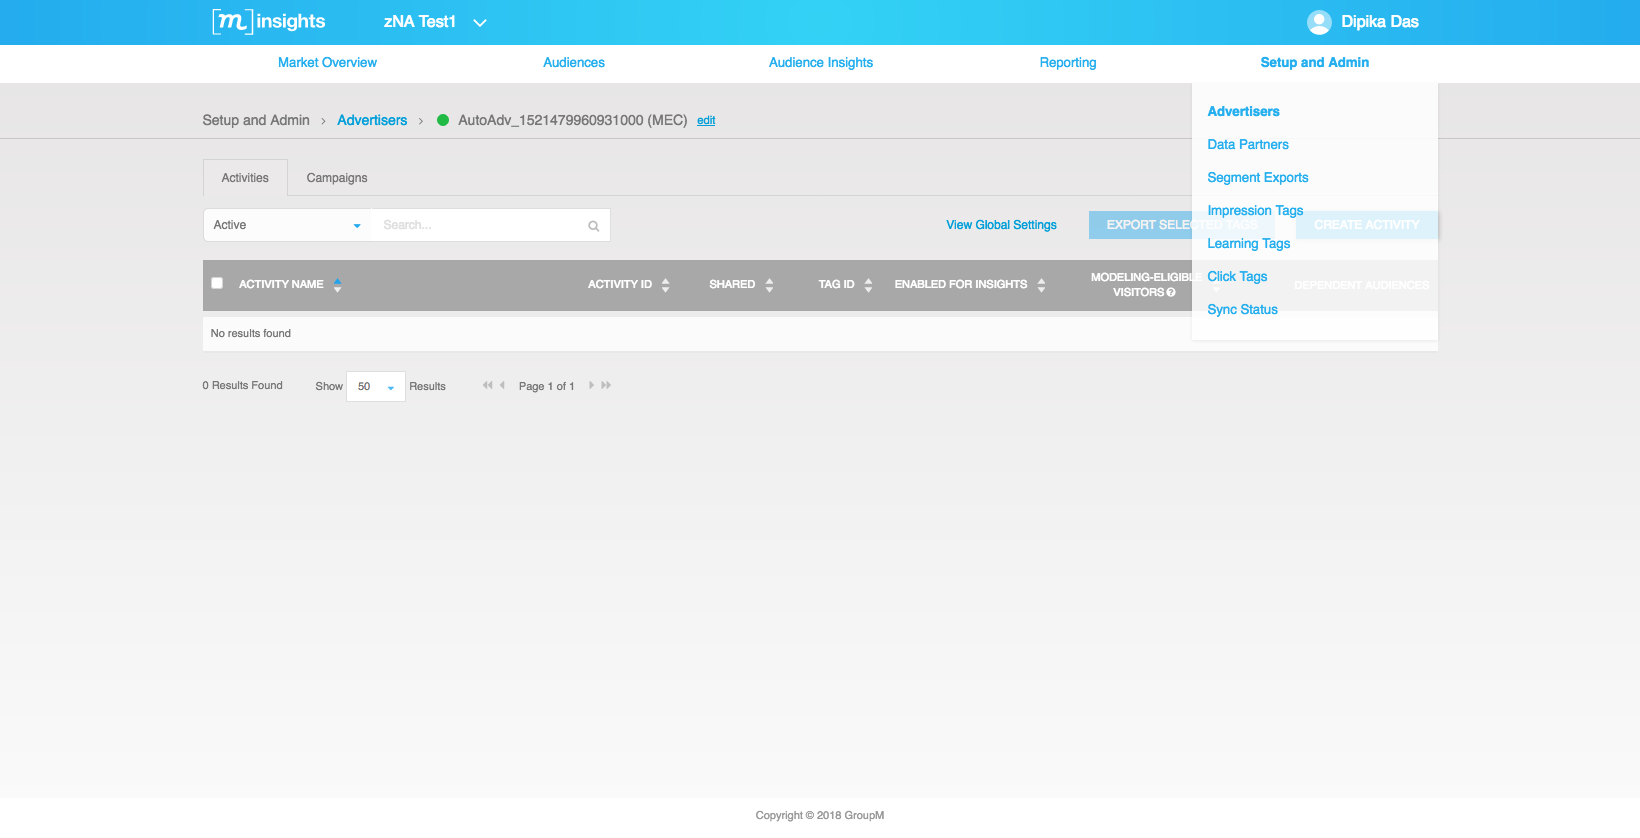 [m]insights zNA Test1 Dipika Das
Market Overview Audiences Audience Insights Reporting Setup and Admin
Advertisers
Data Partners
Segment Exports
Impression Tags
Learning Tags
Click Tags
Sync Status
Setup and Admin › Advertisers › AutoAdv_1521479960931000 (MEC) edit
Activities Campaigns
Active Search... View Global Settings EXPORT SELECTED TAGS CREATE ACTIVITY
ACTIVITY NAME ACTIVITY ID SHARED TAG ID ENABLED FOR INSIGHTS MODELING-ELIGIBLE
VISITORS DEPENDENT AUDIENCES
No results found
0 Results Found Show 50 Results Page 1 of 1
Copyright © 2018 GroupM